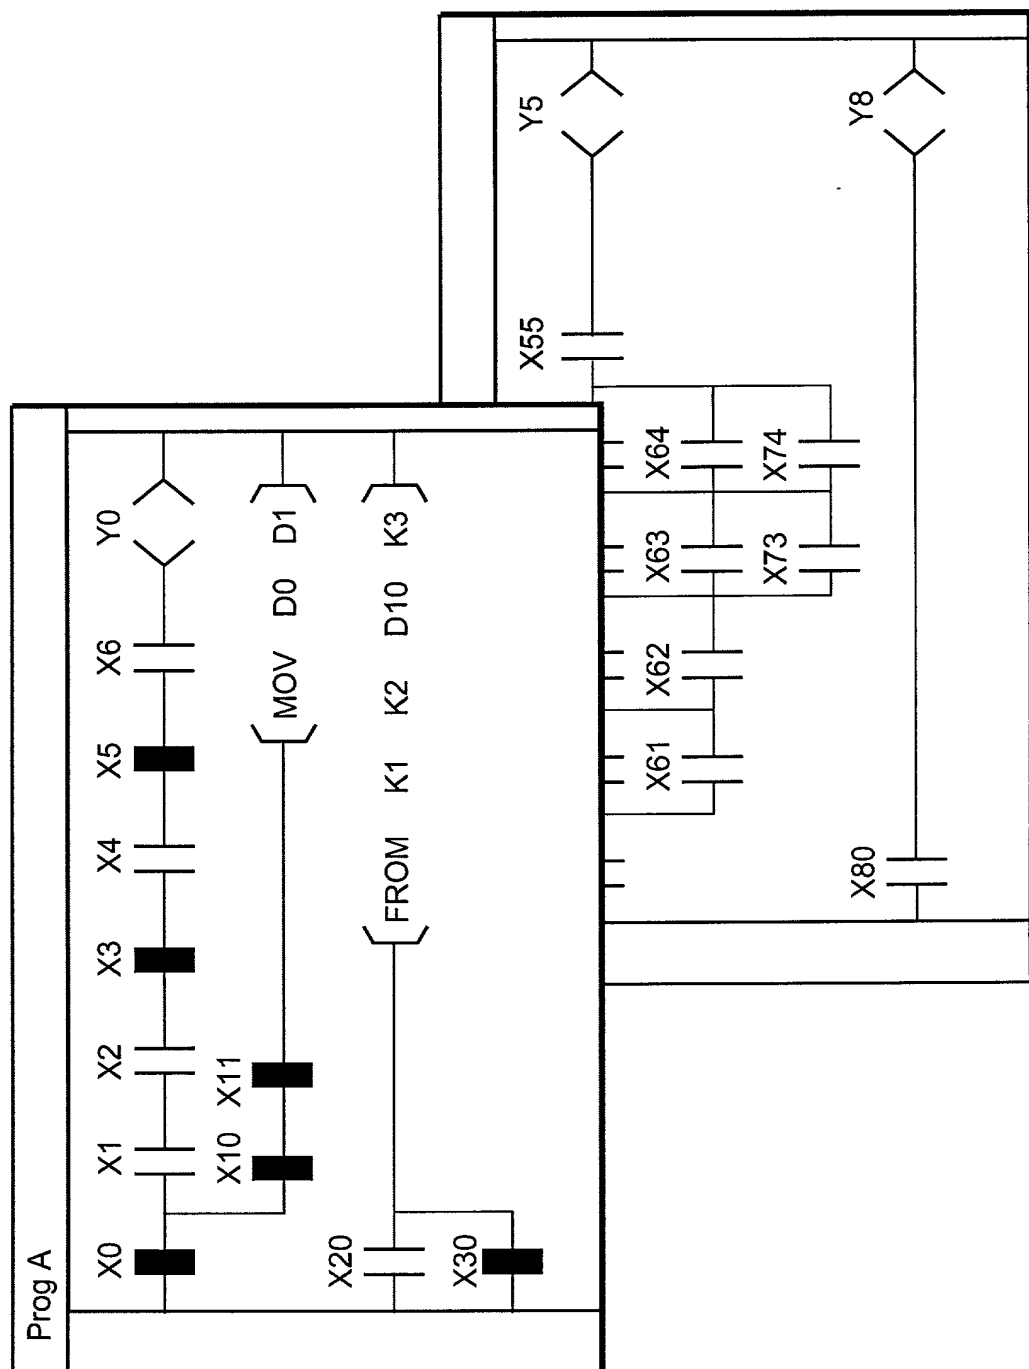 Prog A
X0 X1 X2 X3 X4 X5 X6 Y0
X10 X11 MOV D0 D1
X20 FROM K1 K2 D10 K3
X30
X55 Y5
X61 X62 X63 X64
X73 X74
X80 Y8